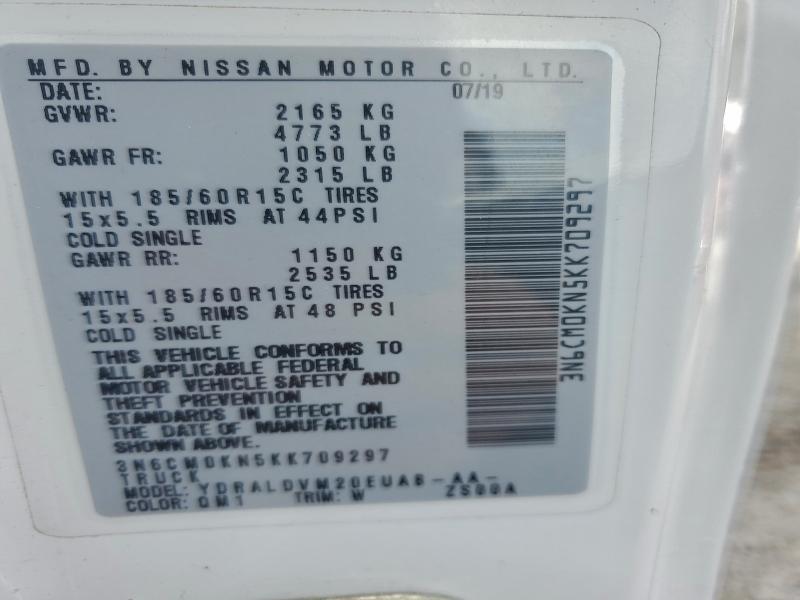 MFD. BY NISSAN MOTOR CO., LTD.
DATE: 07/19
GVWR: 2165 KG
4773 LB
GAWR FR: 1050 KG
2315 LB
WITH 185/60R15C TIRES
15x5.5 RIMS AT 44PSI
COLD SINGLE
GAWR RR: 1150 KG
2535 LB
WITH 185/60R15C TIRES
15x5.5 RIMS AT 48 PSI
COLD SINGLE
THIS VEHICLE CONFORMS TO
ALL APPLICABLE FEDERAL
MOTOR VEHICLE SAFETY AND
THEFT PREVENTION
STANDARDS IN EFFECT ON
THE DATE OF MANUFACTURE
SHOWN ABOVE.
3N6CM0KN5KK709297
TRUCK
MODEL: YDRALDVM20EUAB-AA-
COLOR: QM1 TRIM: W
3N6CM0KN5KK709297